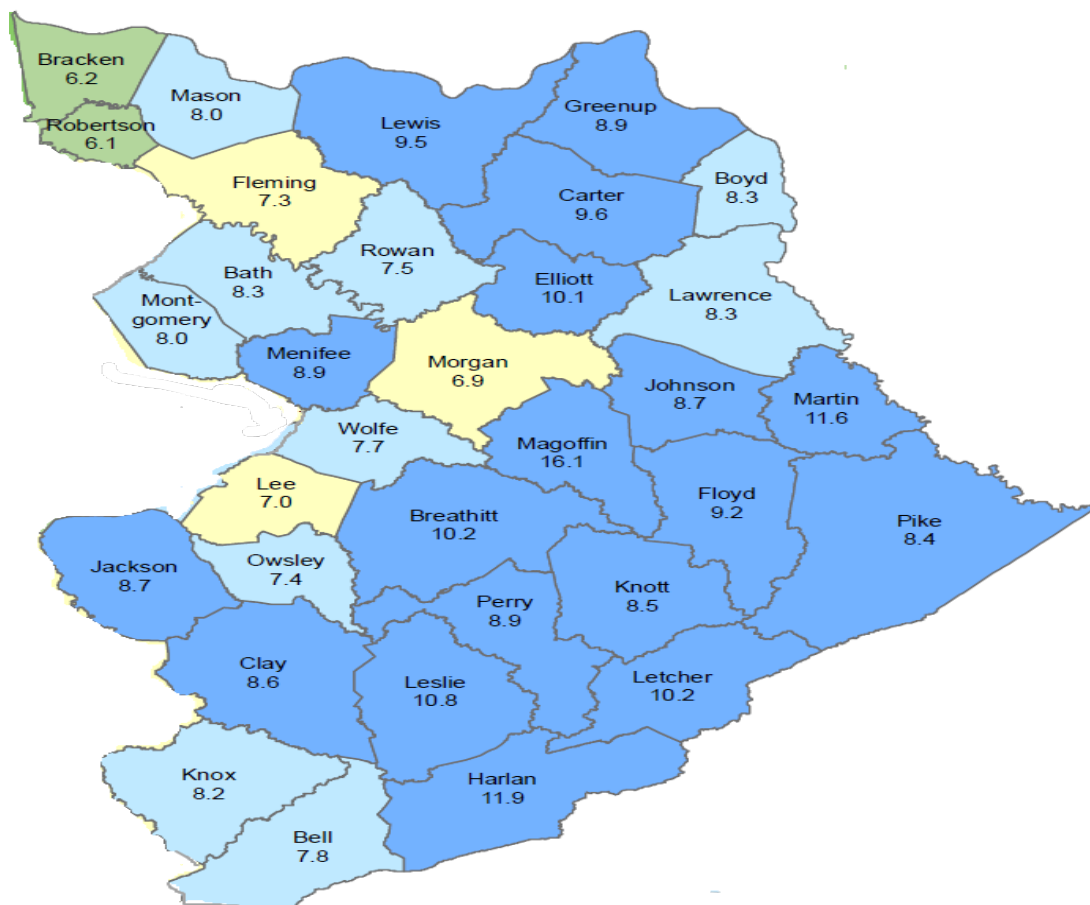 Bracken
6.2
Mason
8.0
Robertson
6.1
Lewis
9.5
Greenup
8.9
Fleming
7.3
Carter
9.6
Boyd
8.3
Rowan
7.5
Bath
8.3
Elliott
10.1
Lawrence
8.3
Mont-
gomery
8.0
Menifee
8.9
Morgan
6.9
Johnson
8.7
Martin
11.6
Wolfe
7.7
Magoffin
16.1
Lee
7.0
Breathitt
10.2
Floyd
9.2
Pike
8.4
Jackson
8.7
Owsley
7.4
Perry
8.9
Knott
8.5
Clay
8.6
Leslie
10.8
Letcher
10.2
Knox
8.2
Harlan
11.9
Bell
7.8